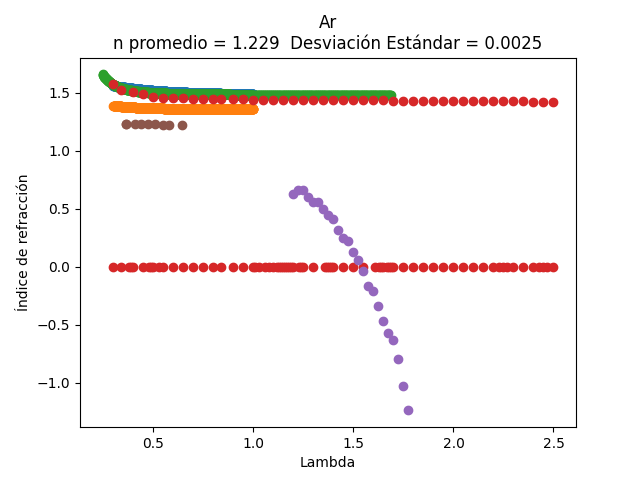 Ar
n promedio = 1.229  Desviación Estándar = 0.0025
Índice de refracción
1.5
1.0
0.5
0.0
−0.5
−1.0
0.5
1.0
1.5
2.0
2.5
Lambda